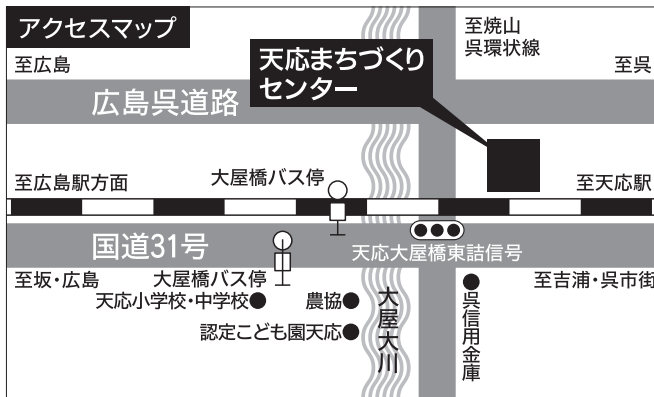 アクセスマップ
至焼山
呉環状線
至広島
天応まちづくり
センター
至呉
広島呉道路
至広島駅方面
大屋橋バス停
至天応駅
国道31号
天応大屋橋東詰信号
至坂・広島
大屋橋バス停
至吉浦・呉市街
天応小学校・中学校
農協
認定こども園天応
大屋大川
呉信用金庫